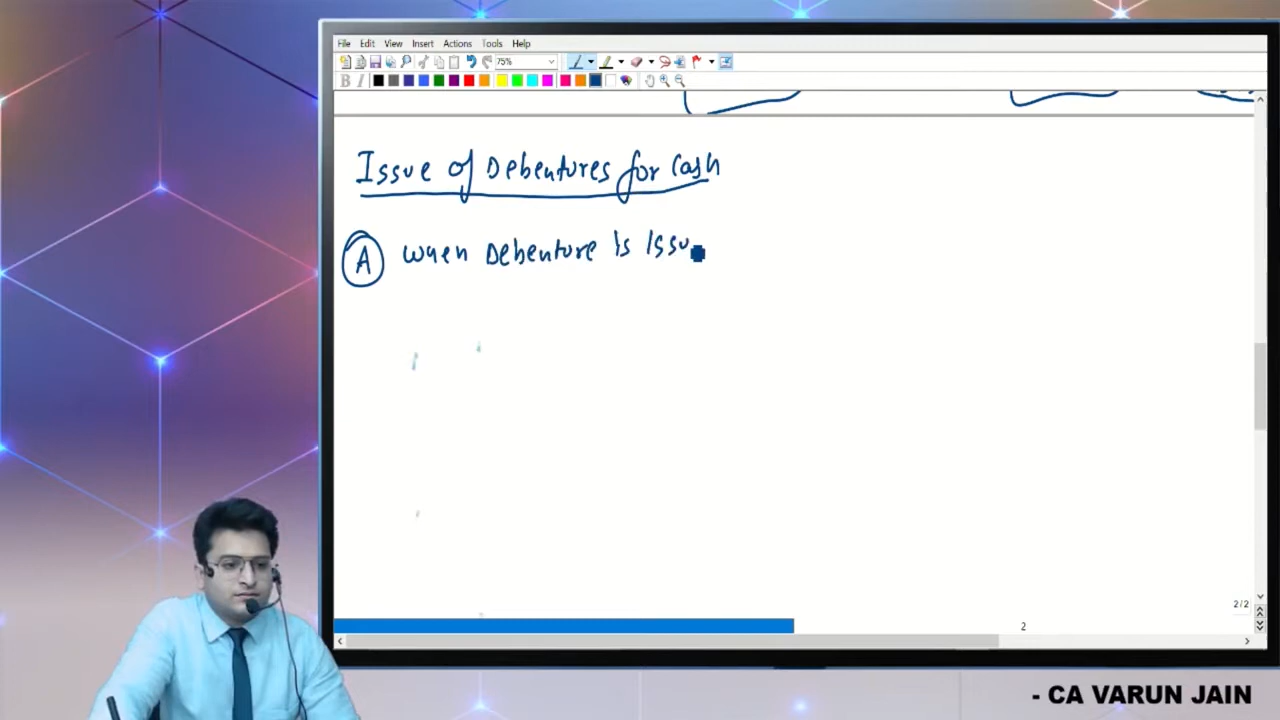 File Edit View Insert Actions Tools Help
75%
B I
Issue of Debentures for Cash
A When Debenture is Issu
2/2
2
- CA VARUN JAIN